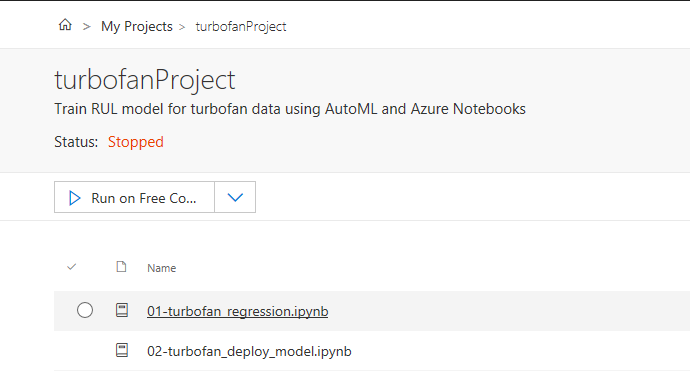 > My Projects > turbofanProject
turbofanProject
Train RUL model for turbofan data using AutoML and Azure Notebooks
Status: Stopped
Run on Free Co...
Name
01-turbofan_regression.ipynb
02-turbofan_deploy_model.ipynb